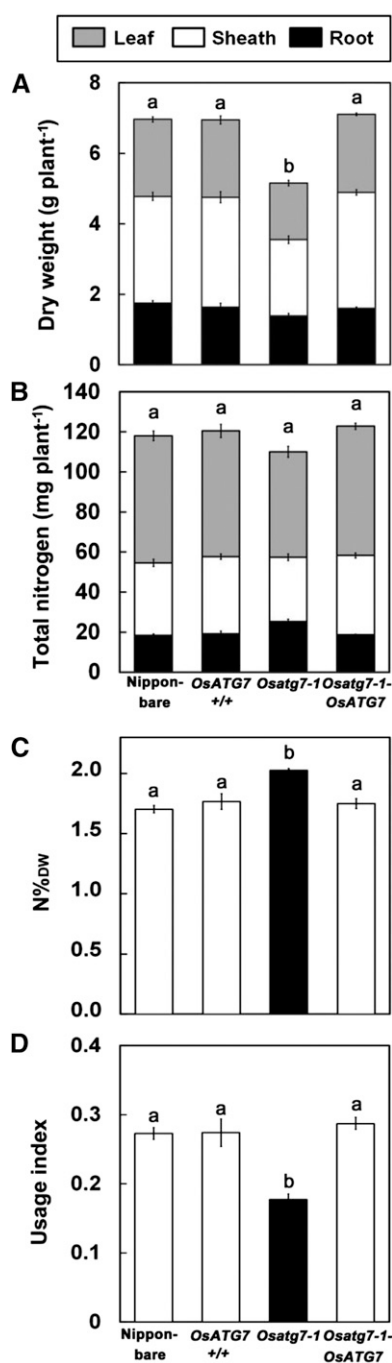 Leaf Sheath Root
A
Dry weight (g plant⁻¹)
8
6
4
2
0
a a b a
B
Total nitrogen (mg plant⁻¹)
140
120
100
80
60
40
20
0
a a a a
Nippon-
bare
OsATG7
+/+
Osatg7-1
Osatg7-1-
OsATG7
C
N%DW
2.0
1.5
1.0
0.5
0.0
a a b a
D
Usage index
0.4
0.3
0.2
0.1
0
a a b a
Nippon-
bare
OsATG7
+/+
Osatg7-1
Osatg7-1-
OsATG7